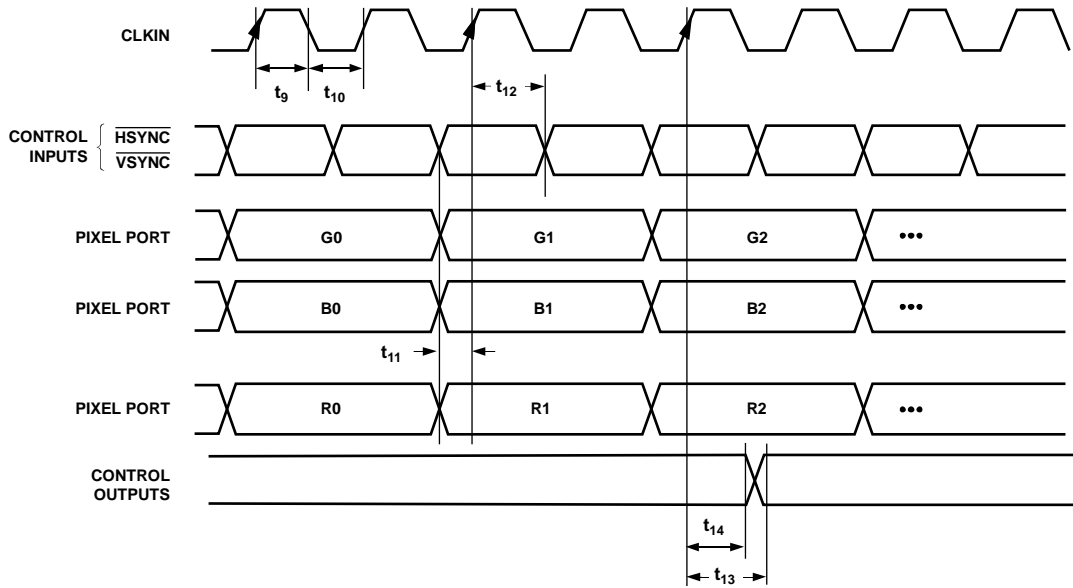 CLKIN
t9
t10
t12
CONTROL INPUTS
HSYNC
VSYNC
PIXEL PORT
G0
G1
G2
•••
PIXEL PORT
B0
B1
B2
•••
t11
PIXEL PORT
R0
R1
R2
•••
CONTROL
OUTPUTS
t14
t13